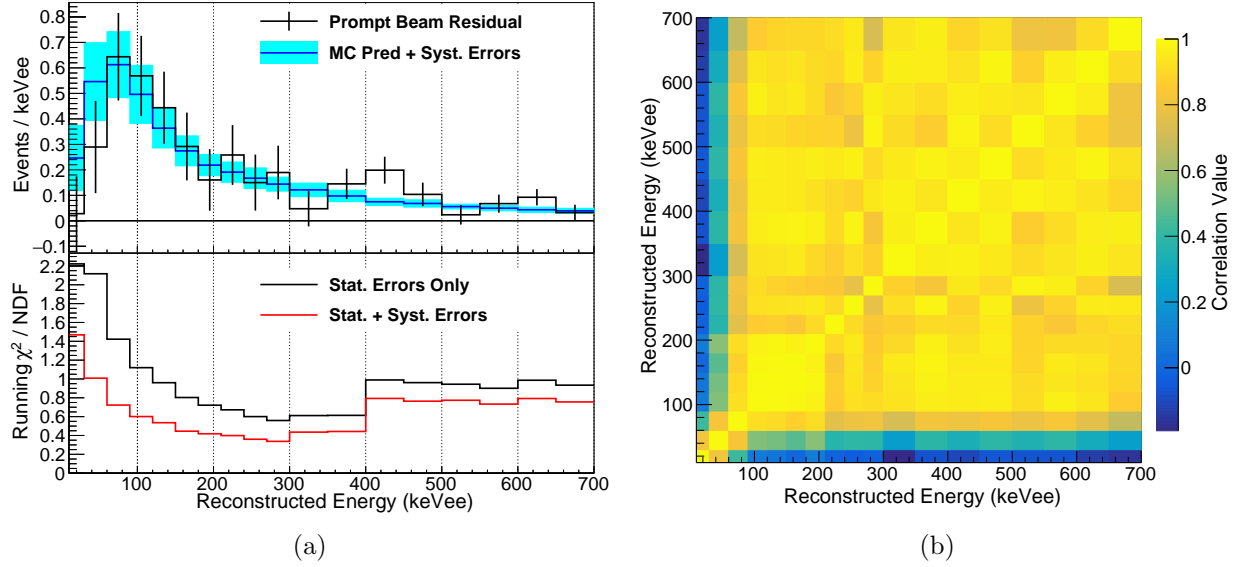 0.8
0.7
0.6
0.5
0.4
0.3
0.2
0.1
0
−0.1
Events / keVee
Prompt Beam Residual
MC Pred + Syst. Errors
2.2
2
1.8
1.6
1.4
1.2
1
0.8
0.6
0.4
0.2
0
Running χ² / NDF
Stat. Errors Only
Stat. + Syst. Errors
100 200 300 400 500 600 700
Reconstructed Energy (keVee)
(a)
700
600
500
400
300
200
100
Reconstructed Energy (keVee)
100 200 300 400 500 600 700
Reconstructed Energy (keVee)
1
0.8
0.6
0.4
0.2
0
Correlation Value
(b)